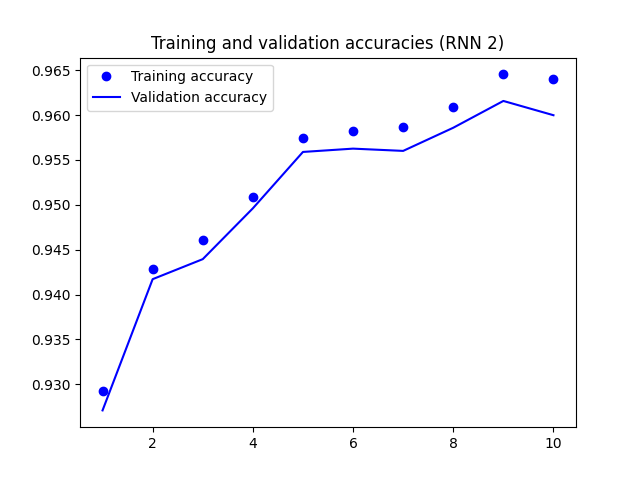 Training and validation accuracies (RNN 2)
0.965
Training accuracy
Validation accuracy
0.960
0.955
0.950
0.945
0.940
0.935
0.930
2 4 6 8 10